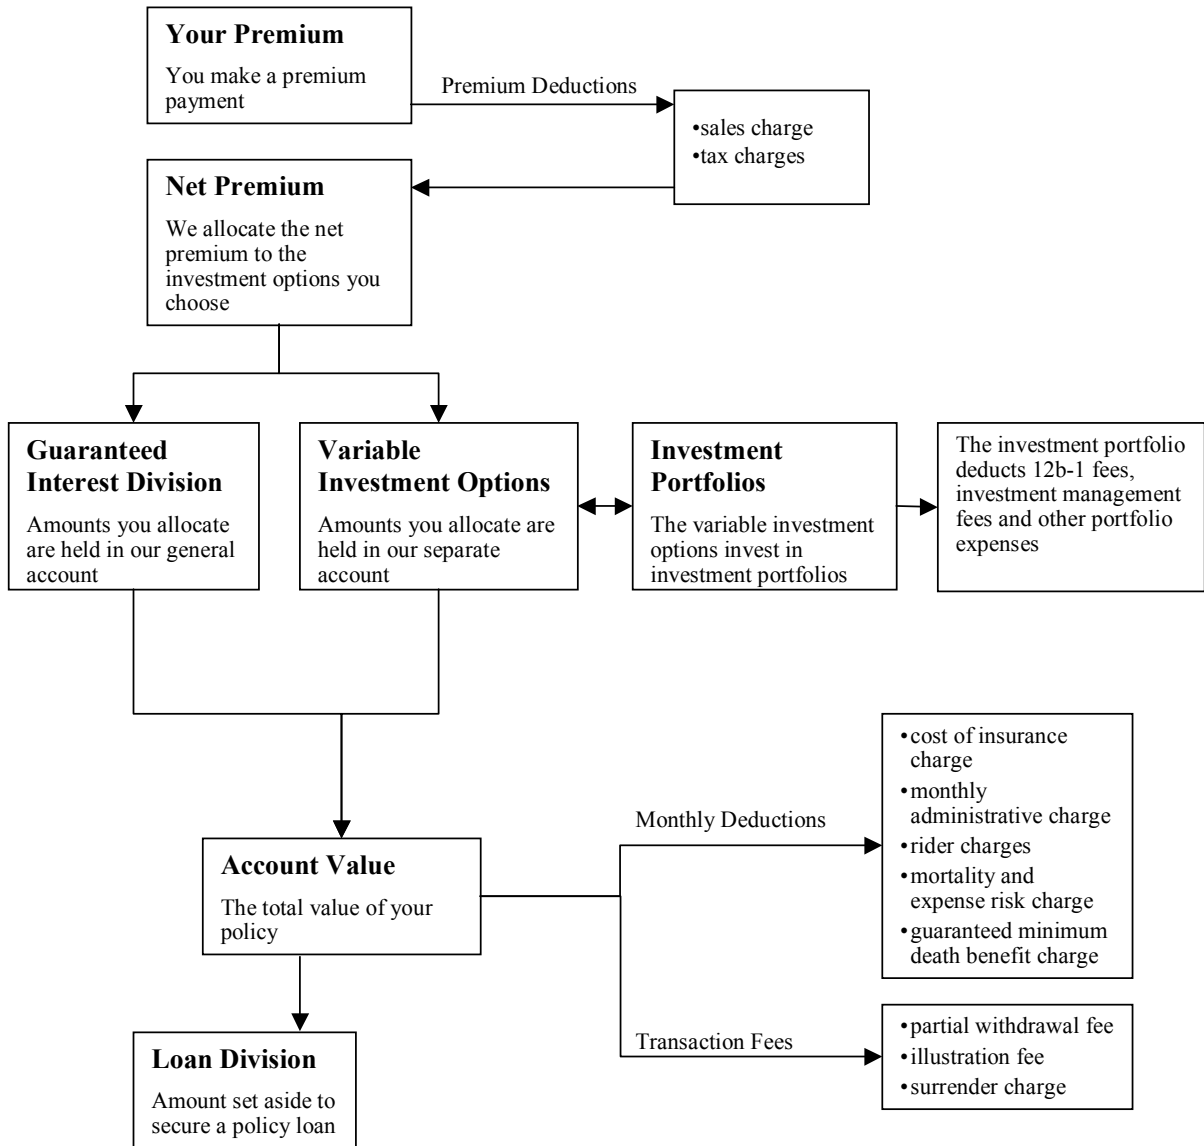 Your Premium
You make a premium
payment
Premium Deductions
•sales charge
•tax charges
Net Premium
We allocate the net
premium to the
investment options you
choose
Guaranteed
Interest Division
Amounts you allocate
are held in our general
account
Variable
Investment Options
Amounts you allocate are
held in our separate
account
Investment
Portfolios
The variable investment
options invest in
investment portfolios
The investment portfolio
deducts 12b-1 fees,
investment management
fees and other portfolio
expenses
Account Value
The total value of your
policy
Monthly Deductions
•cost of insurance
charge
•monthly
administrative charge
•rider charges
•mortality and
expense risk charge
•guaranteed minimum
death benefit charge
Transaction Fees
•partial withdrawal fee
•illustration fee
•surrender charge
Loan Division
Amount set aside to
secure a policy loan